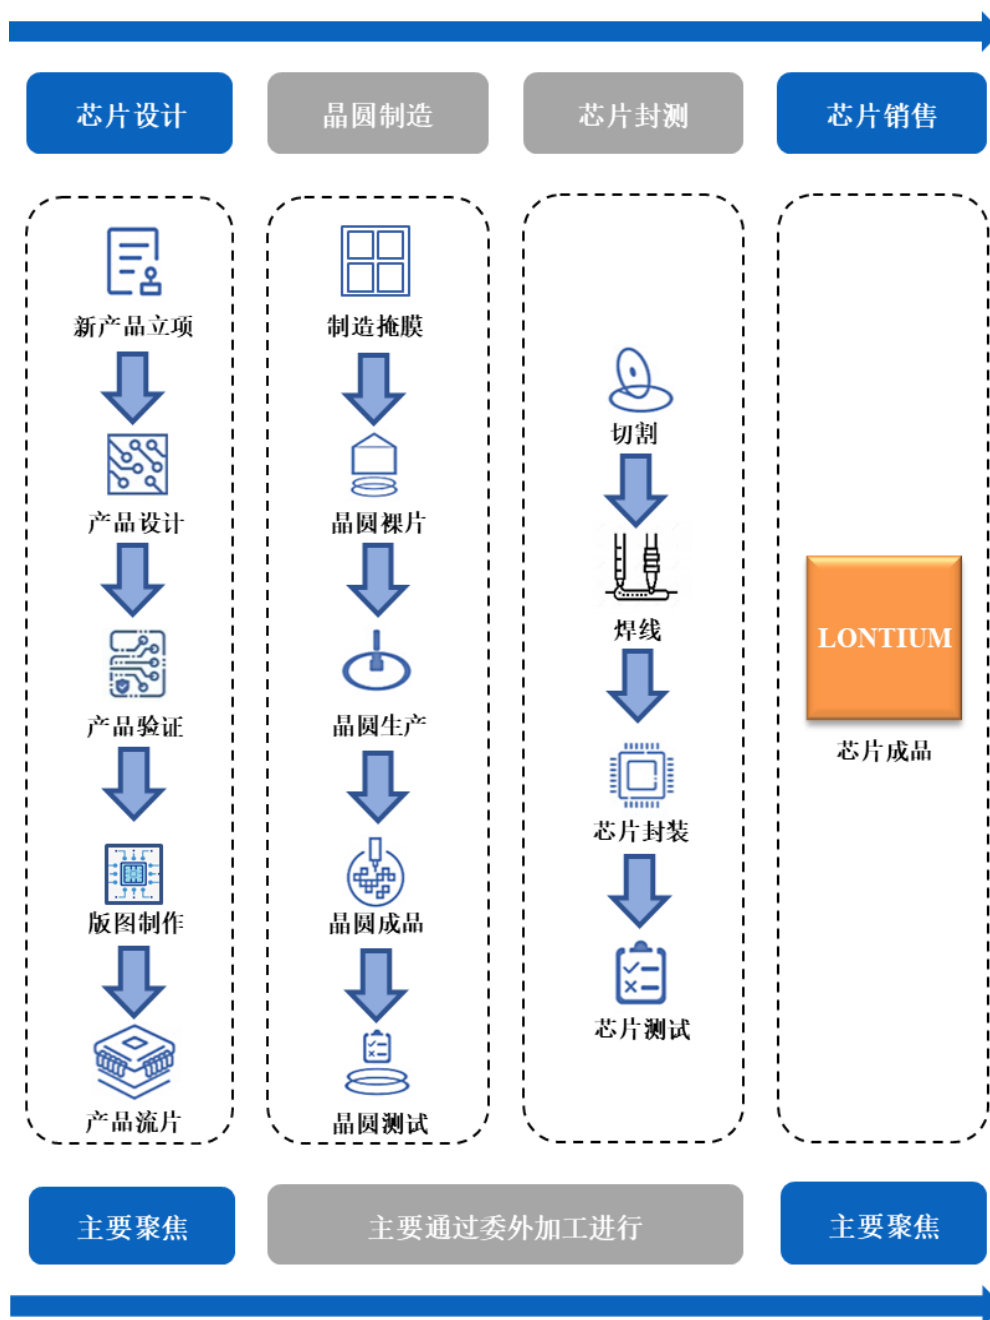 芯片设计
晶圆制造
芯片封测
芯片销售
新产品立项
产品设计
产品验证
版图制作
产品流片
制造掩膜
晶圆裸片
晶圆生产
晶圆成品
晶圆测试
切割
焊线
芯片封装
芯片测试
LONTIUM
芯片成品
主要聚焦
主要通过委外加工进行
主要聚焦